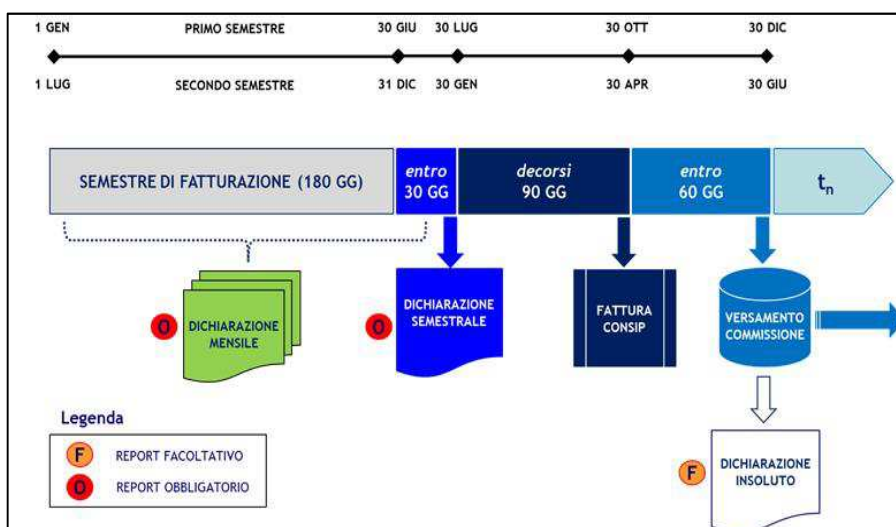 1 GEN PRIMO SEMESTRE 30 GIU 30 LUG 30 OTT 30 DIC
1 LUG SECONDO SEMESTRE 31 DIC 30 GEN 30 APR 30 GIU
SEMESTRE DI FATTURAZIONE (180 GG)
entro
30 GG
decorsi
90 GG
entro
60 GG
tn
O
DICHIARAZIONE
MENSILE
O
DICHIARAZIONE
SEMESTRALE
FATTURA
CONSIP
VERSAMENTO
COMMISSIONE
Legenda
F REPORT FACOLTATIVO
O REPORT OBBLIGATORIO
F
DICHIARAZIONE
INSOLUTO